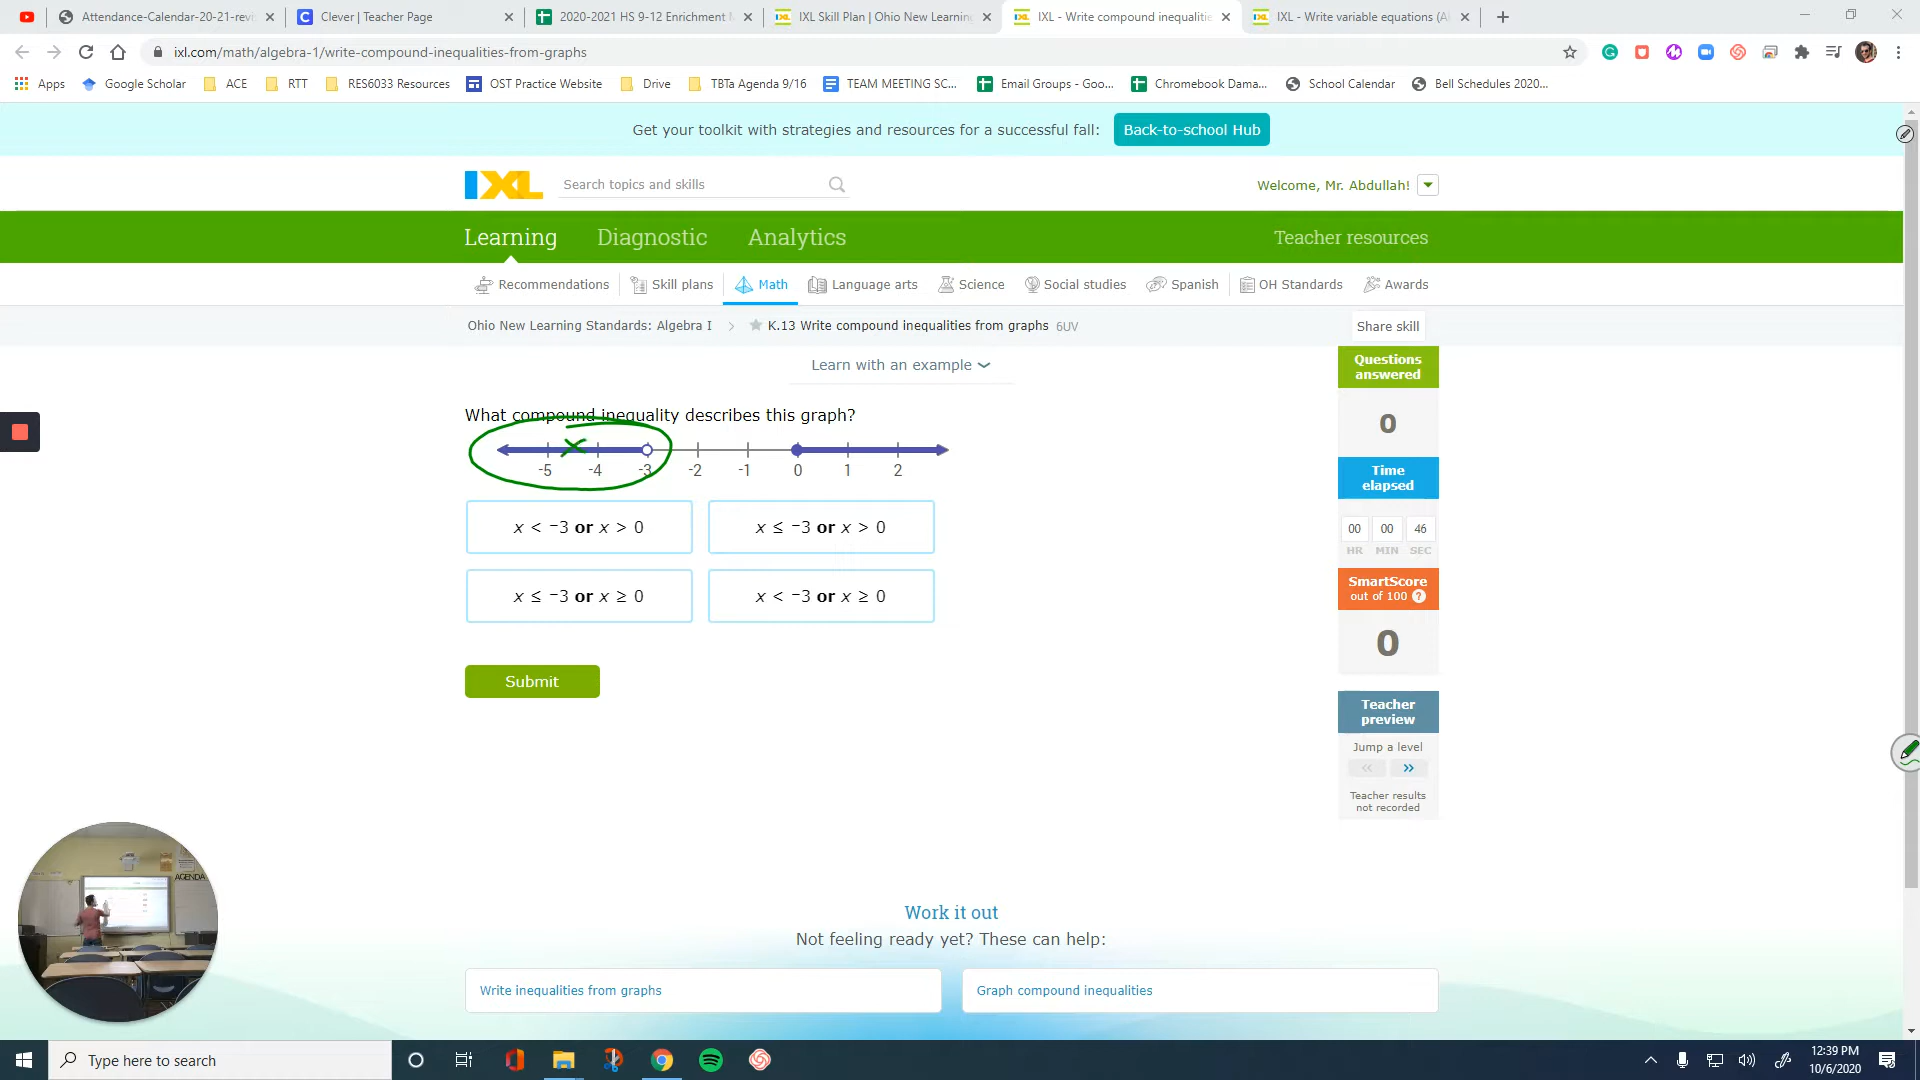 Attendance-Calendar-20-21-rev
Clever | Teacher Page
2020-2021 HS 9-12 Enrichment
IXL Skill Plan | Ohio New Learning
IXL - Write compound inequalitie
IXL - Write variable equations (Al
ixl.com/math/algebra-1/write-compound-inequalities-from-graphs
Apps
Google Scholar
ACE
RTT
RES6033 Resources
OST Practice Website
Drive
TBTa Agenda 9/16
TEAM MEETING SC...
Email Groups - Goo...
Chromebook Dama...
School Calendar
Bell Schedules 2020...
Get your toolkit with strategies and resources for a successful fall:
Back-to-school Hub
IXL
Search topics and skills
Welcome, Mr. Abdullah!
Learning
Diagnostic
Analytics
Teacher resources
Recommendations
Skill plans
Math
Language arts
Science
Social studies
Spanish
OH Standards
Awards
Ohio New Learning Standards: Algebra I
K.13 Write compound inequalities from graphs 6UV
Share skill
Learn with an example
Questions
answered
0
What compound inequality describes this graph?
x
-5 -4 -3 -2 -1 0 1 2
Time
elapsed
00 00 46
HR MIN SEC
x < -3 or x > 0
x ≤ -3 or x > 0
x ≤ -3 or x ≥ 0
x < -3 or x ≥ 0
SmartScore
out of 100 ?
0
Submit
Teacher
preview
Jump a level
<< >>
Teacher results
not recorded
AGENDA
Work it out
Not feeling ready yet? These can help:
Write inequalities from graphs
Graph compound inequalities
Type here to search
12:39 PM
10/6/2020